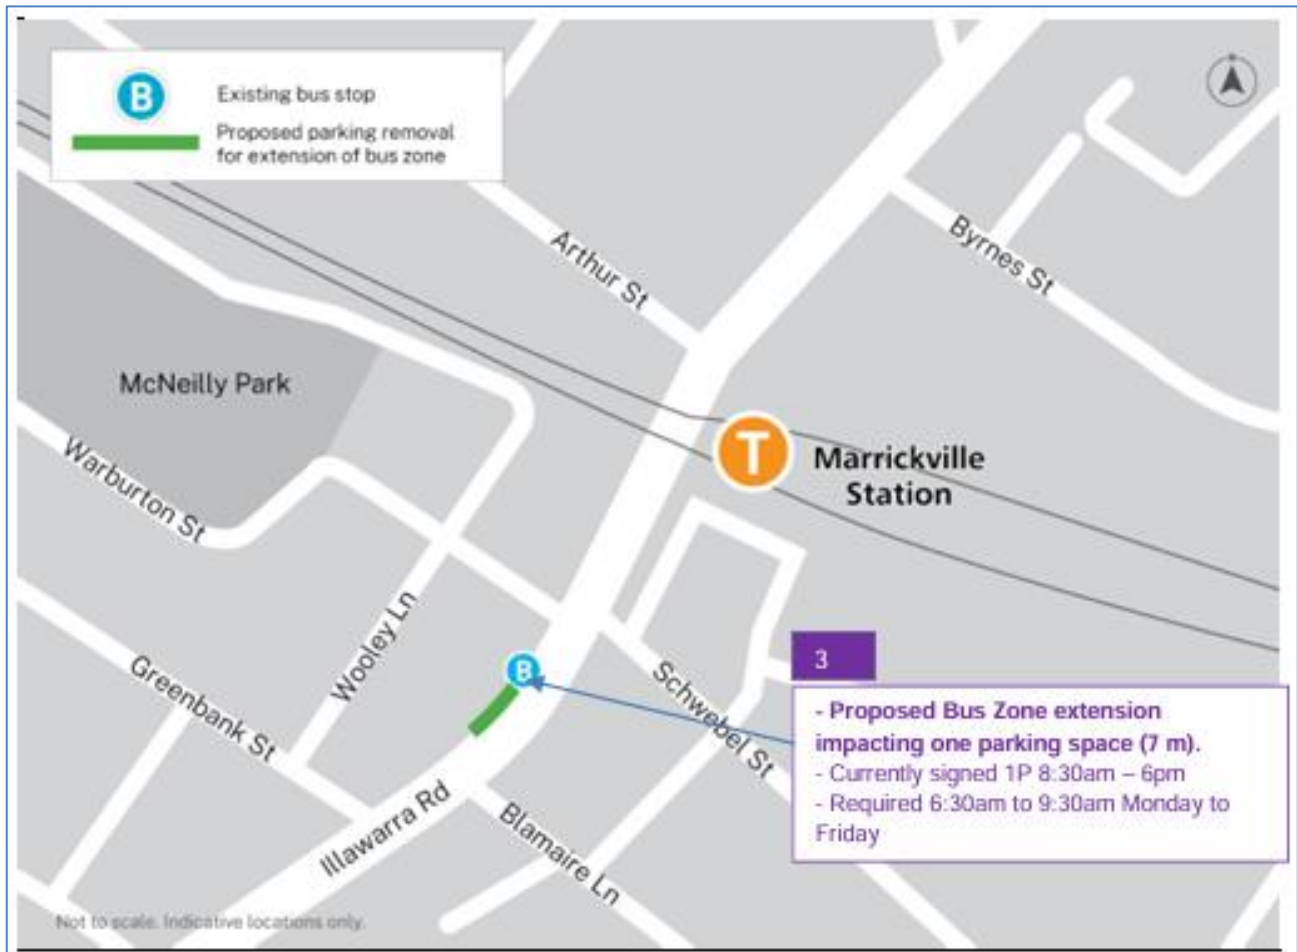 B
Existing bus stop
Proposed parking removal
for extension of bus zone
Arthur St
Byrnes St
McNeilly Park
T
Marrickville
Station
Warburton St
Wooley Ln
Greenbank St
B
Schwebel St
3
- Proposed Bus Zone extension
impacting one parking space (7 m).
- Currently signed 1P 8:30am – 6pm
- Required 6:30am to 9:30am Monday to
Friday
Illawarra Rd
Blamaire Ln
Not to scale. Indicative locations only.